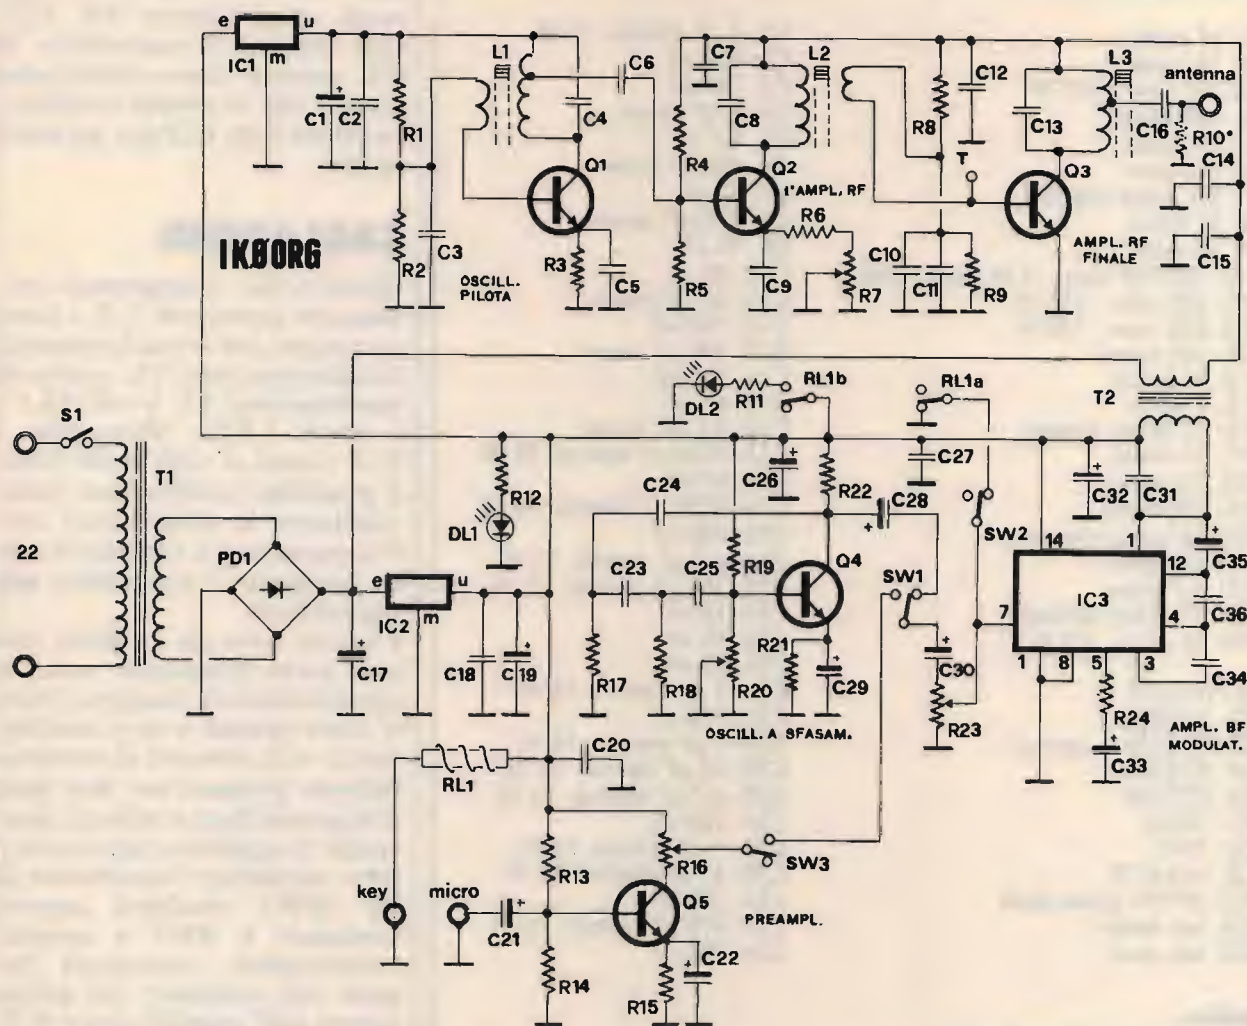 e
u
IC1
m
C1
C2
R1
R2
C3
L1
C4
Q1
R3
C5
OSCILL.
PILOTA
IKØORG
C6
R4
R5
C7
C8
L2
Q2
1° AMPL. RF
R6
R7
C9
R8
C10
C11
R9
C12
T
C13
L3
Q3
AMPL. RF
FINALE
antenna
C16
R10*
C14
C15
S1
T1
22
PD1
C17
e
u
IC2
m
C18
C19
R12
DL1
DL2
R11
RL1b
RL1a
T2
C24
C23
C25
R17
R18
R19
R20
C26
R22
Q4
R21
C29
C28
OSCILL. A SFASAM.
C27
SW2
SW1
C30
R23
C32
C31
14
1
12
4
7
IC3
1
8
5
3
C35
C36
C34
R24
C33
AMPL. BF
MODULAT.
C20
RL1
key
micro
C21
R13
R14
R16
Q5
R15
C22
PREAMPL.
SW3